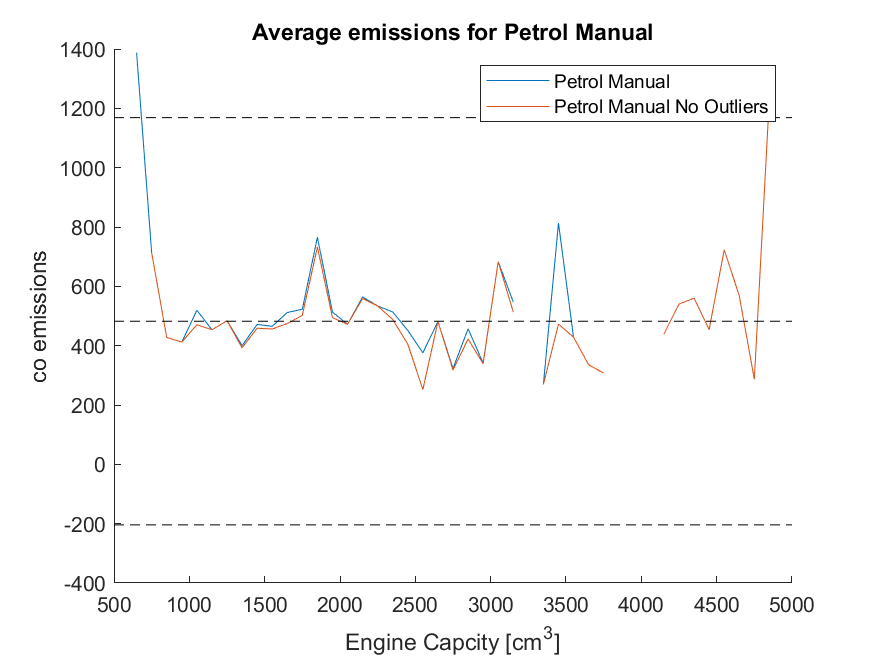 Average emissions for Petrol Manual
Petrol Manual
Petrol Manual No Outliers
1400
1200
1000
800
600
400
200
0
-200
-400
co emissions
500 1000 1500 2000 2500 3000 3500 4000 4500 5000
Engine Capcity [cm³]